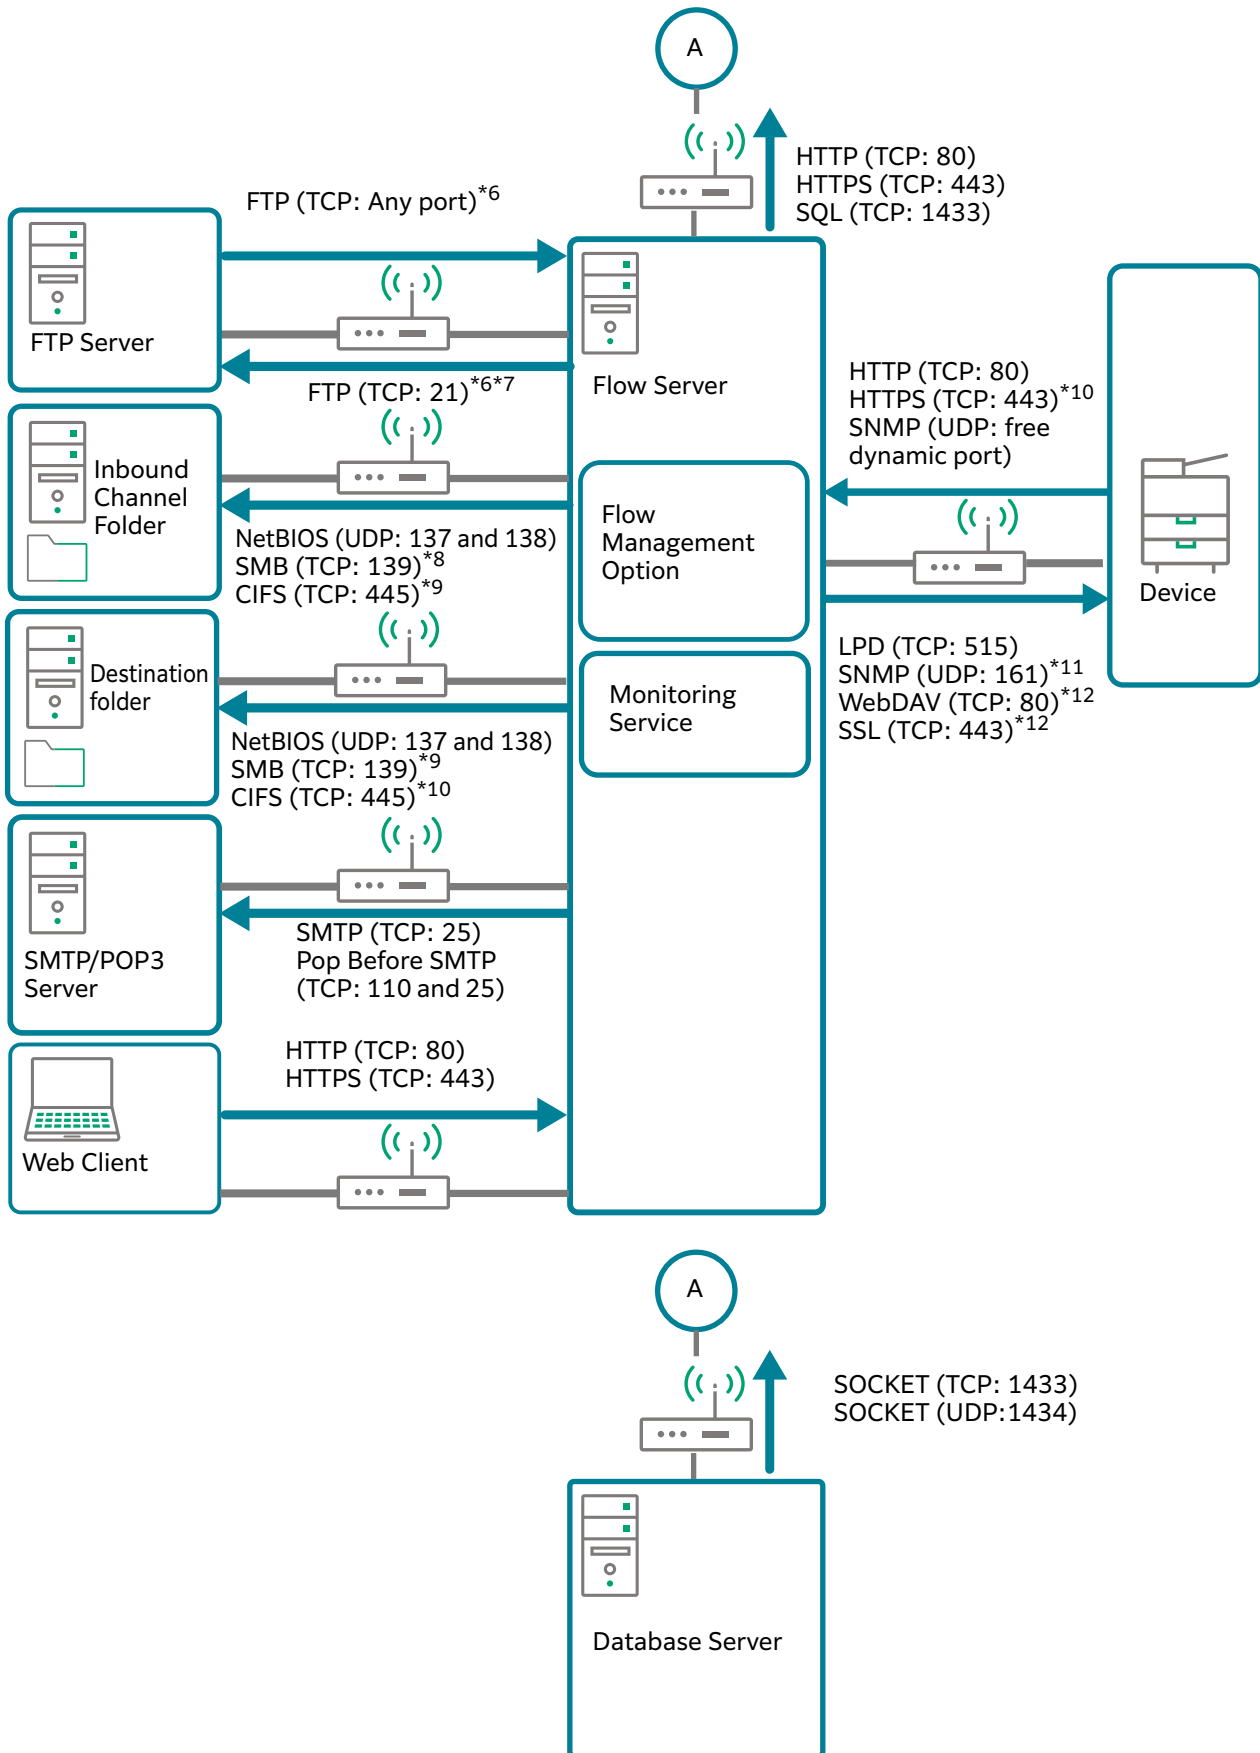 A
HTTP (TCP: 80)
HTTPS (TCP: 443)
SQL (TCP: 1433)
FTP (TCP: Any port)*6
FTP Server
FTP (TCP: 21)*6*7
Flow Server
HTTP (TCP: 80)
HTTPS (TCP: 443)*10
SNMP (UDP: free
dynamic port)
Inbound
Channel
Folder
NetBIOS (UDP: 137 and 138)
SMB (TCP: 139)*8
CIFS (TCP: 445)*9
Flow
Management
Option
Device
Destination
folder
NetBIOS (UDP: 137 and 138)
SMB (TCP: 139)*9
CIFS (TCP: 445)*10
Monitoring
Service
LPD (TCP: 515)
SNMP (UDP: 161)*11
WebDAV (TCP: 80)*12
SSL (TCP: 443)*12
SMTP/POP3
Server
SMTP (TCP: 25)
Pop Before SMTP
(TCP: 110 and 25)
HTTP (TCP: 80)
HTTPS (TCP: 443)
Web Client
A
SOCKET (TCP: 1433)
SOCKET (UDP:1434)
Database Server